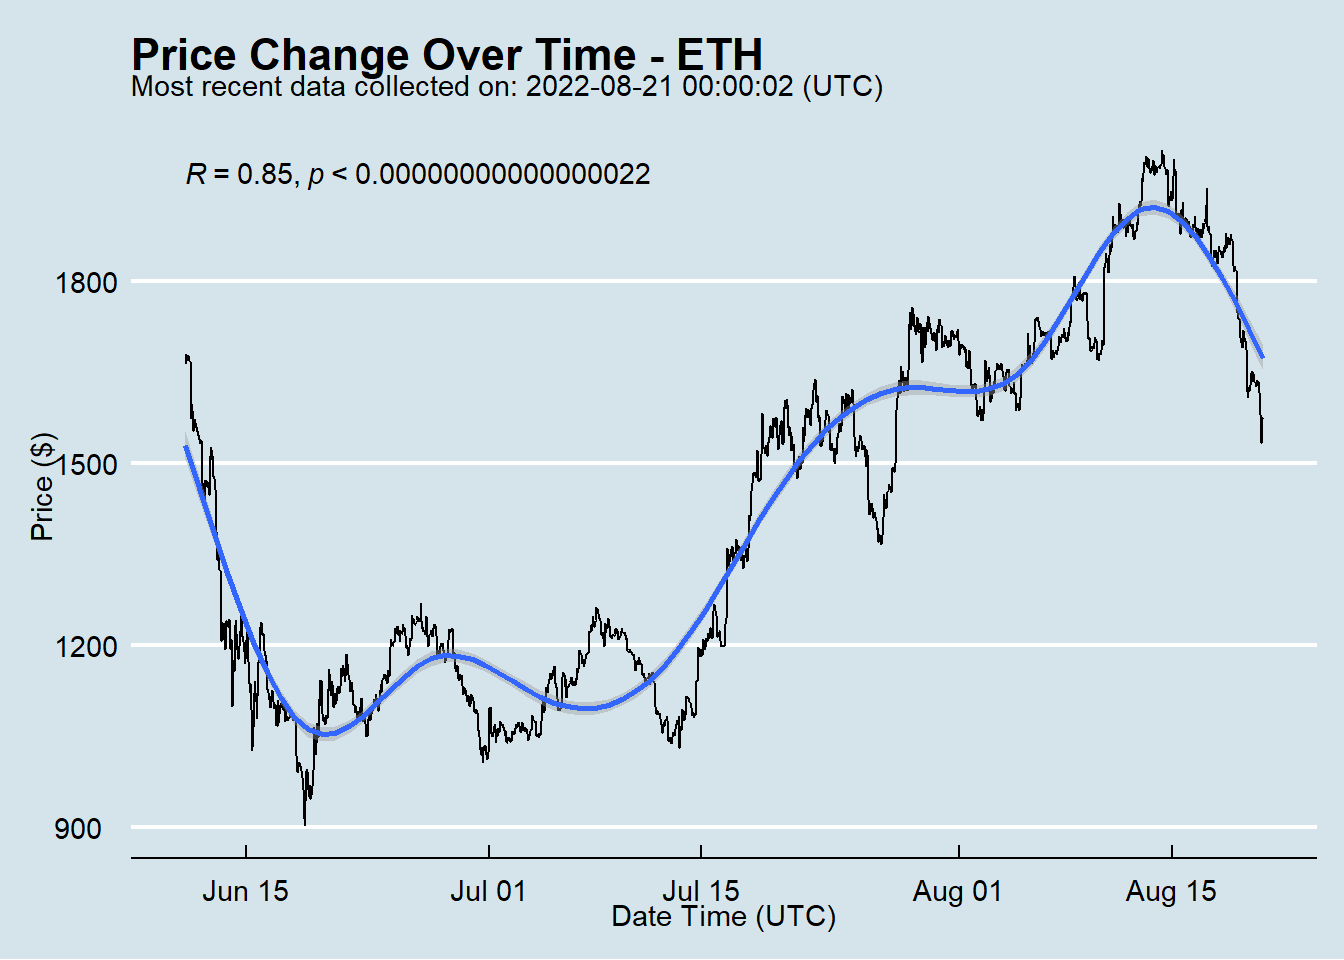 Price Change Over Time - ETH
Most recent data collected on: 2022-08-21 00:00:02 (UTC)
R = 0.85, p < 0.00000000000000022
1800
1500
1200
900
Price ($)
Jun 15
Jul 01
Jul 15
Aug 01
Aug 15
Date Time (UTC)